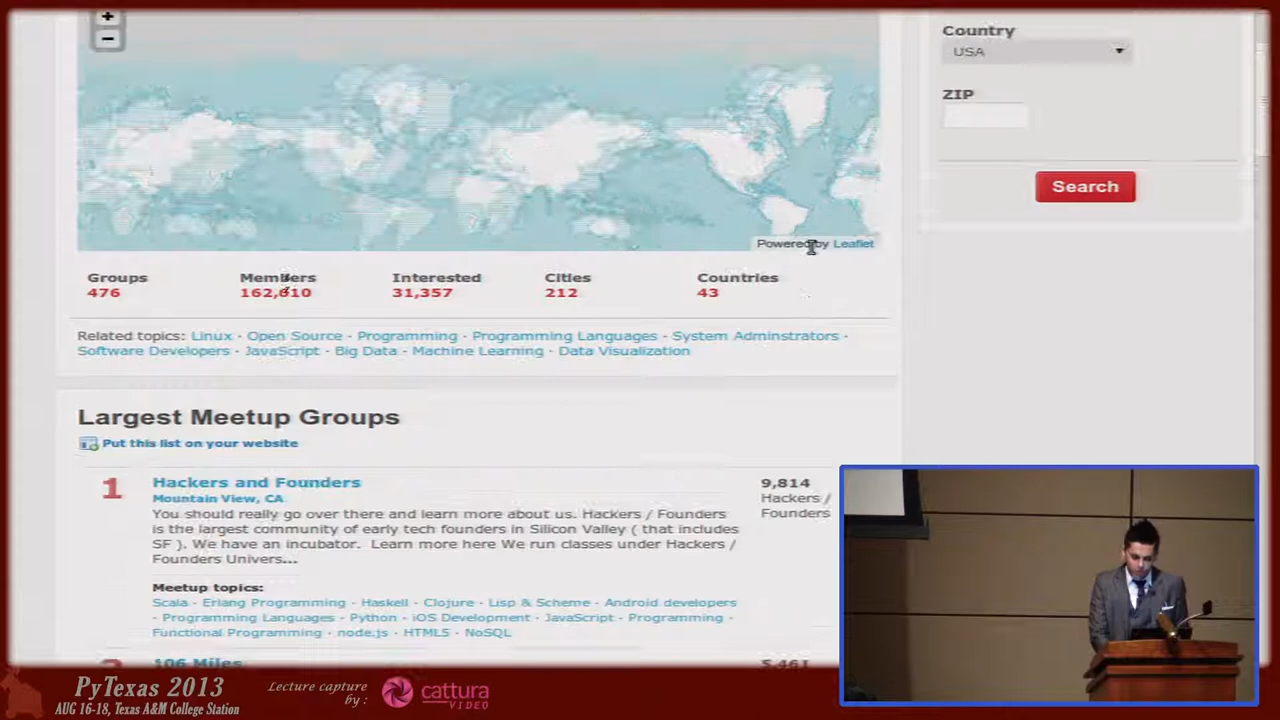 +
−
Powered by Leaflet
Groups Members Interested Cities Countries
476 162,610 31,357 212 43
Related topics: Linux · Open Source · Programming · Programming Languages · System Adminstrators ·
Software Developers · JavaScript · Big Data · Machine Learning · Data Visualization
Largest Meetup Groups
Put this list on your website
1 Hackers and Founders 9,814
Mountain View, CA Hackers /
Founders
You should really go over there and learn more about us. Hackers / Founders
is the largest community of early tech founders in Silicon Valley ( that includes
SF ). We have an incubator. Learn more here We run classes under Hackers /
Founders Univers...
Meetup topics:
Scala · Erlang Programming · Haskell · Clojure · Lisp & Scheme · Android developers
· Programming Languages · Python · iOS Development · JavaScript · Programming ·
Functional Programming · node.js · HTML5 · NoSQL
106 Miles 5,461
Country
USA
ZIP
Search
PyTexas 2013
AUG 16-18, Texas A&M College Station
Lecture capture
by :
cattura
VIDEO